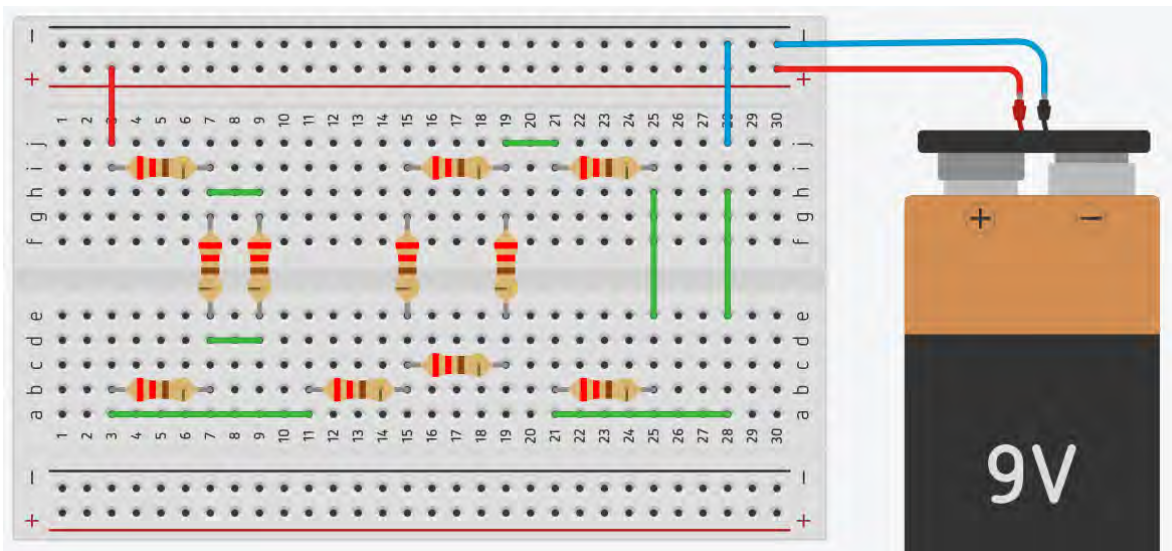 − −
+ +
1 2 3 4 5 6 7 8 9 10 11 12 13 14 15 16 17 18 19 20 21 22 23 24 25 26 27 28 29 30
j j
i i
h h
g g
f f
+ −
e e
d d
c c
b b
a a
1 2 3 4 5 6 7 8 9 10 11 12 13 14 15 16 17 18 19 20 21 22 23 24 25 26 27 28 29 30
9V
− −
+ +